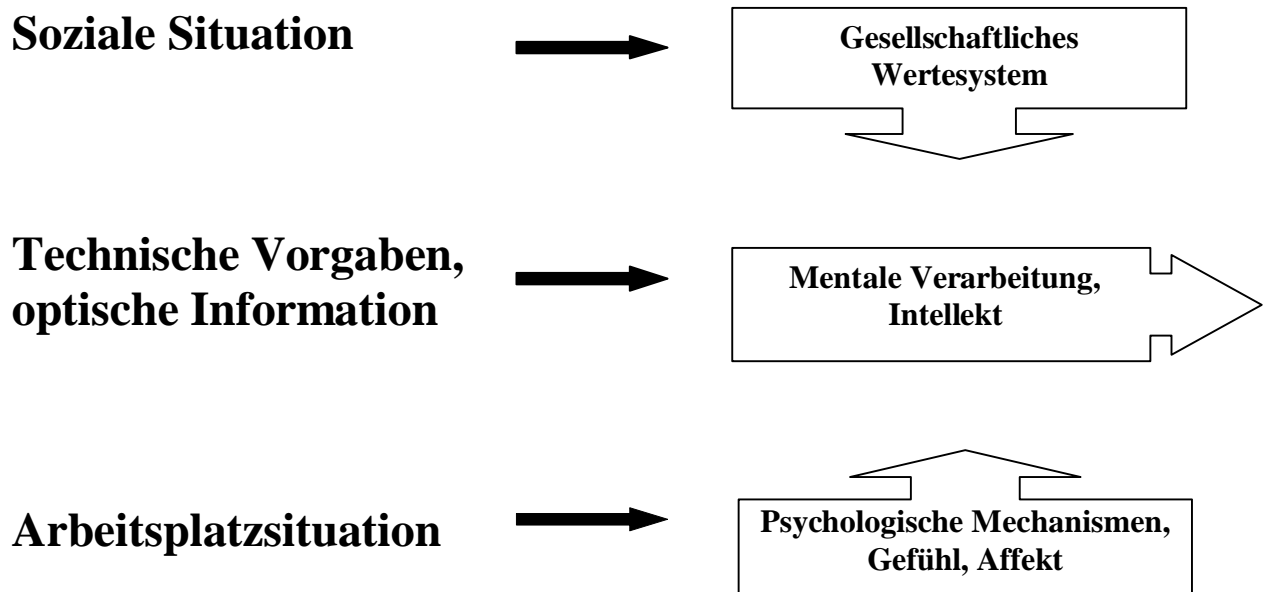 Soziale Situation
Gesellschaftliches
Wertesystem
Technische Vorgaben,
optische Information
Mentale Verarbeitung,
Intellekt
Arbeitsplatzsituation
Psychologische Mechanismen,
Gefühl, Affekt